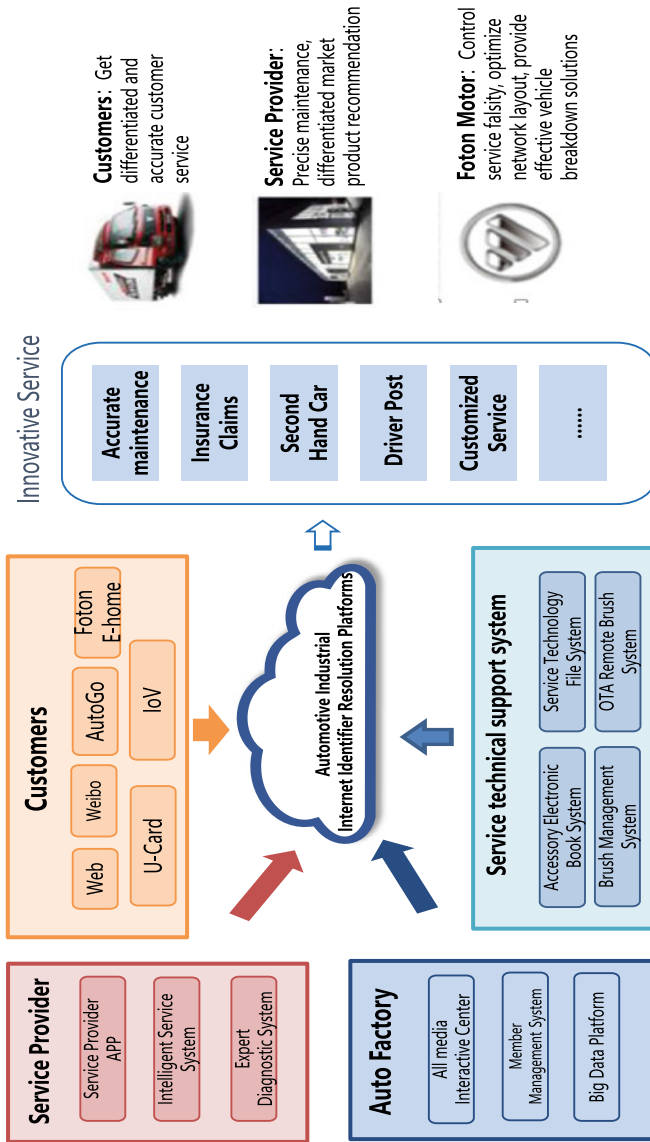 Service Provider
Service Provider
APP
Intelligent Service
System
Expert
Diagnostic System
Auto Factory
All media
Interactive Center
Member
Management System
Big Data Platform
Customers
Web
Weibo
AutoGo
Foton
E-home
U-Card
IoV
Automotive Industrial
Internet Identifier Resolution Platforms
Service technical support system
Accessory Electronic
Book System
Service Technology
File System
Brush Management
System
OTA Remote Brush
System
Innovative Service
Accurate
maintenance
Insurance
Claims
Second
Hand Car
Driver Post
Customized
Service
......
Customers: Get
differentiated and
accurate customer
service
Service Provider:
Precise maintenance,
differentiated market
product recommendation
Foton Motor: Control
service falsity, optimize
network layout, provide
effective vehicle
breakdown solutions